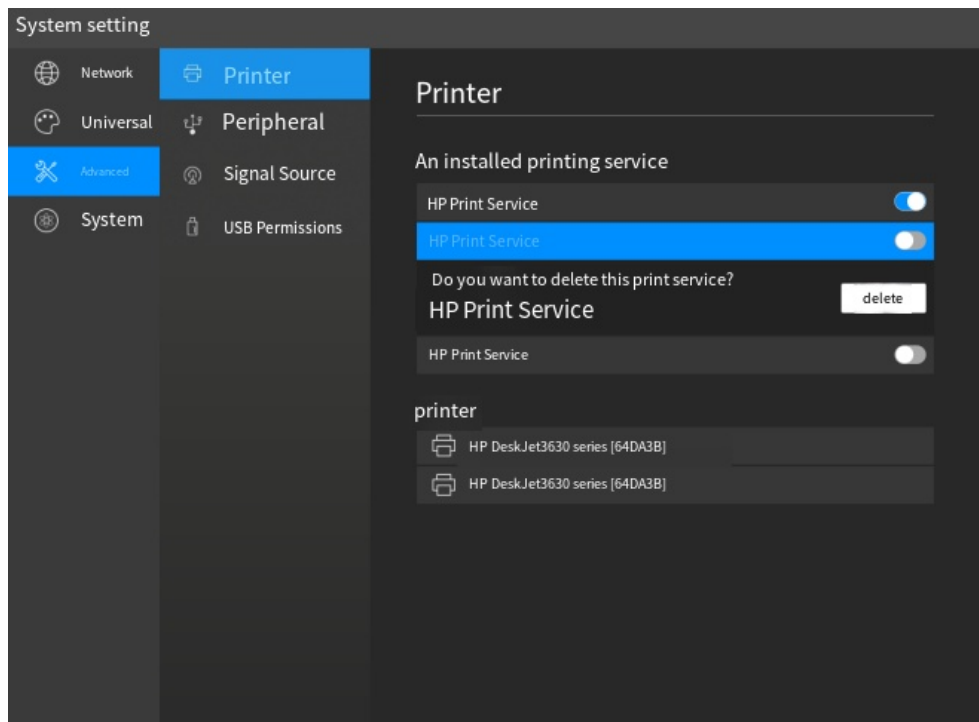 System setting
Network
Universal
Advanced
System
Printer
Peripheral
Signal Source
USB Permissions
Printer
An installed printing service
HP Print Service
HP Print Service
Do you want to delete this print service?
HP Print Service
delete
HP Print Service
printer
HP DeskJet3630 series [64DA3B]
HP DeskJet3630 series [64DA3B]